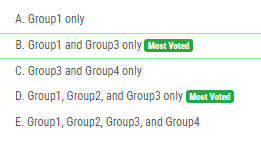 A. Group1 only
B. Group1 and Group3 only Most Voted
C. Group3 and Group4 only
D. Group1, Group2, and Group3 only Most Voted
E. Group1, Group2, Group3, and Group4